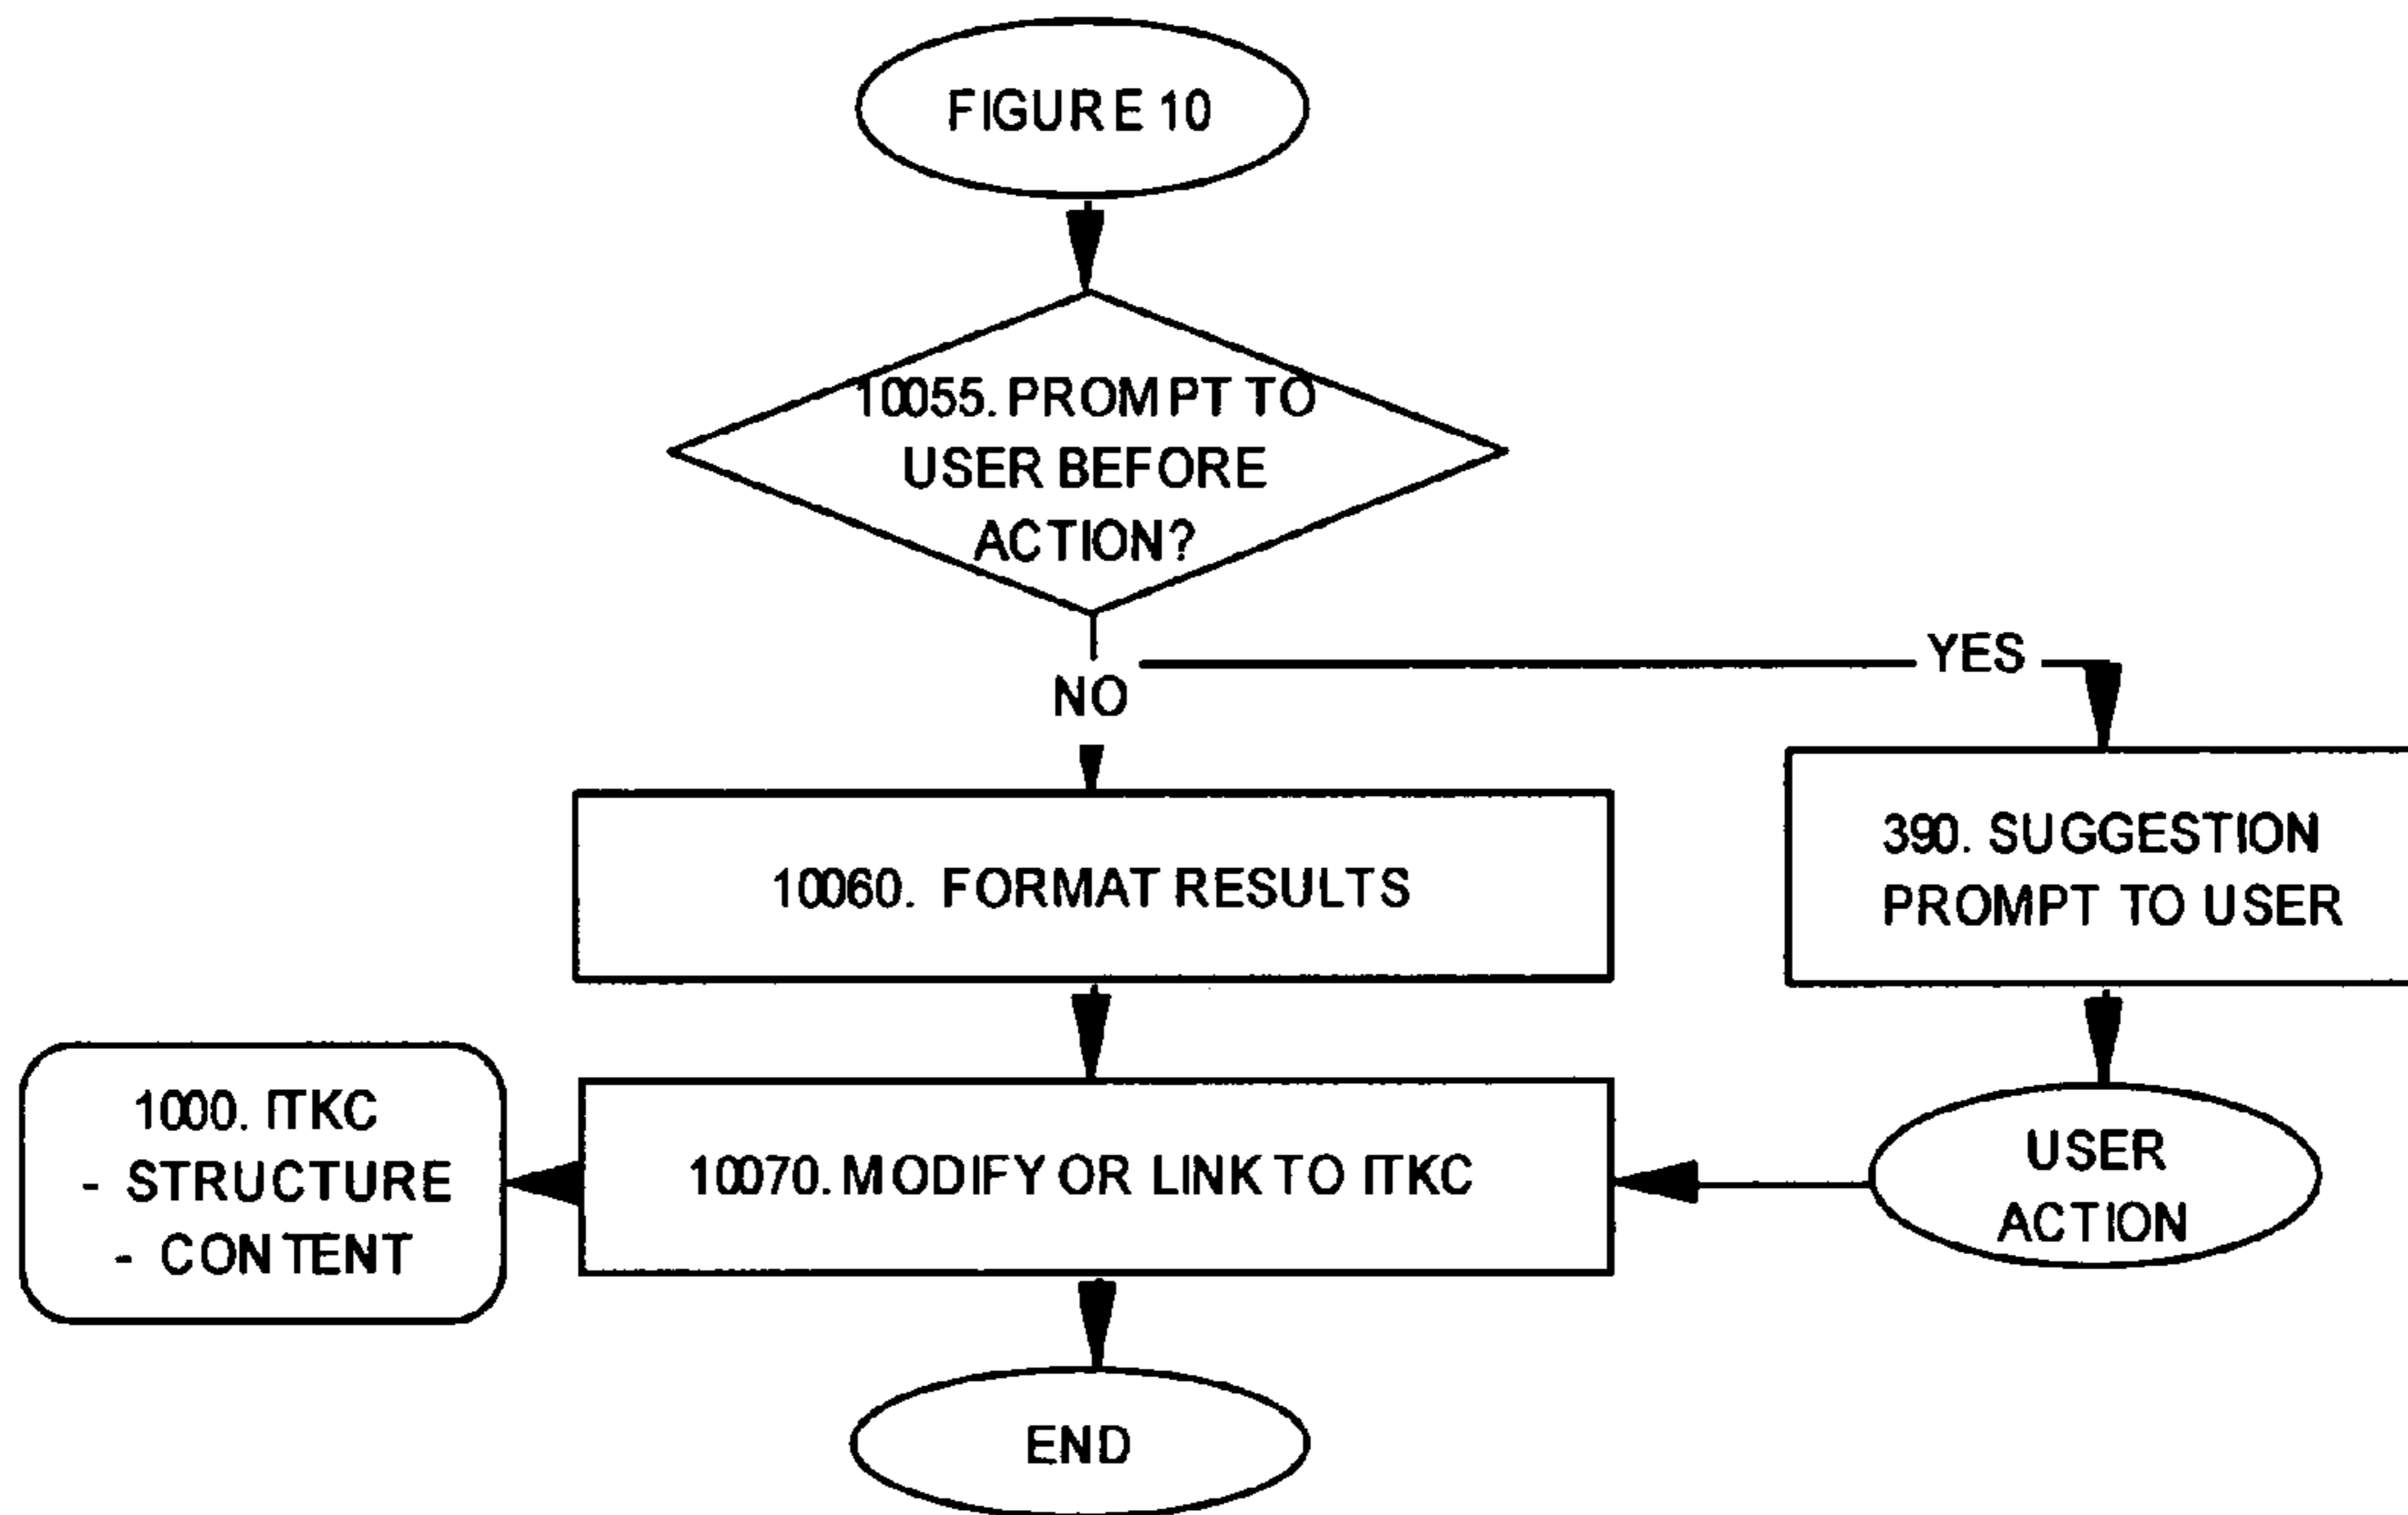 FIGURE 10
10055. PROMPT TO
USER BEFORE
ACTION?
YES
NO
390. SUGGESTION
PROMPT TO USER
10060. FORMAT RESULTS
1000. ITKC
- STRUCTURE
- CONTENT
10070. MODIFY OR LINK TO ITKC
USER
ACTION
END